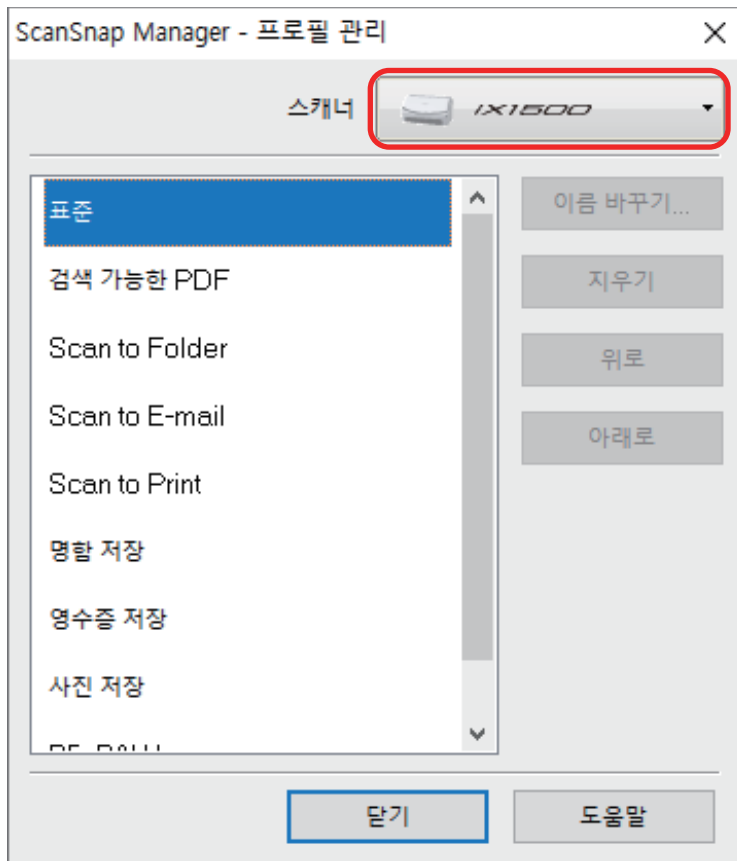 ScanSnap Manager - 프로필 관리
스캐너
iX1500
표준
검색 가능한 PDF
Scan to Folder
Scan to E-mail
Scan to Print
명함 저장
영수증 저장
사진 저장
이름 바꾸기...
지우기
위로
아래로
닫기
도움말